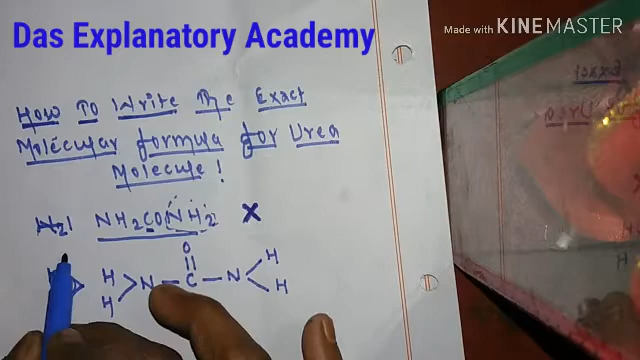 Das Explanatory Academy
Made with KINEMASTER
How To Write The Exact
Molecular formula for Urea
Molecule !
NH2CONH2 X
O
H H
N — C — N
H H